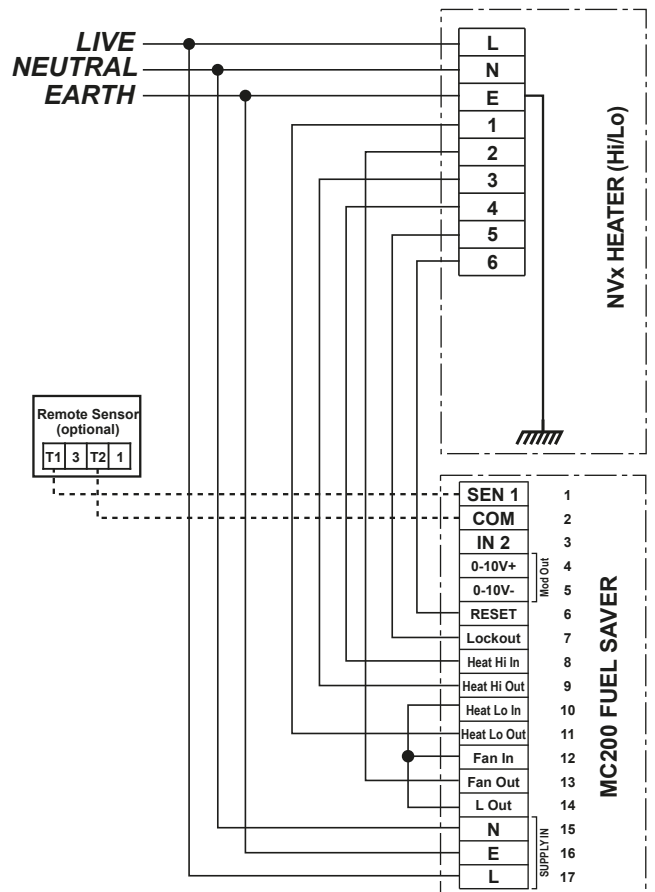 LIVE
NEUTRAL
EARTH
L
N
E
1
2
3
4
5
6
NVx HEATER (Hi/Lo)
Remote Sensor
(optional)
T1 3 T2 1
SEN 1 1
COM 2
IN 2 3
0-10V+ 4
0-10V- 5
Mod Out
RESET 6
Lockout 7
Heat Hi In 8
Heat Hi Out 9
Heat Lo In 10
Heat Lo Out 11
Fan In 12
Fan Out 13
L Out 14
N 15
E 16
L 17
SUPPLY IN
MC200 FUEL SAVER